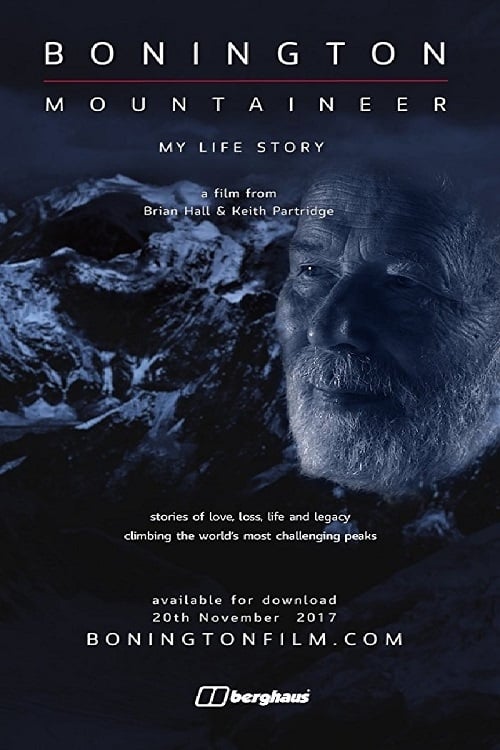 BONINGTON
MOUNTAINEER
MY LIFE STORY
a film from
Brian Hall & Keith Partridge
stories of love, loss, life and legacy
climbing the world's most challenging peaks
available for download
20th November 2017
BONINGTONFILM.COM
berghaus